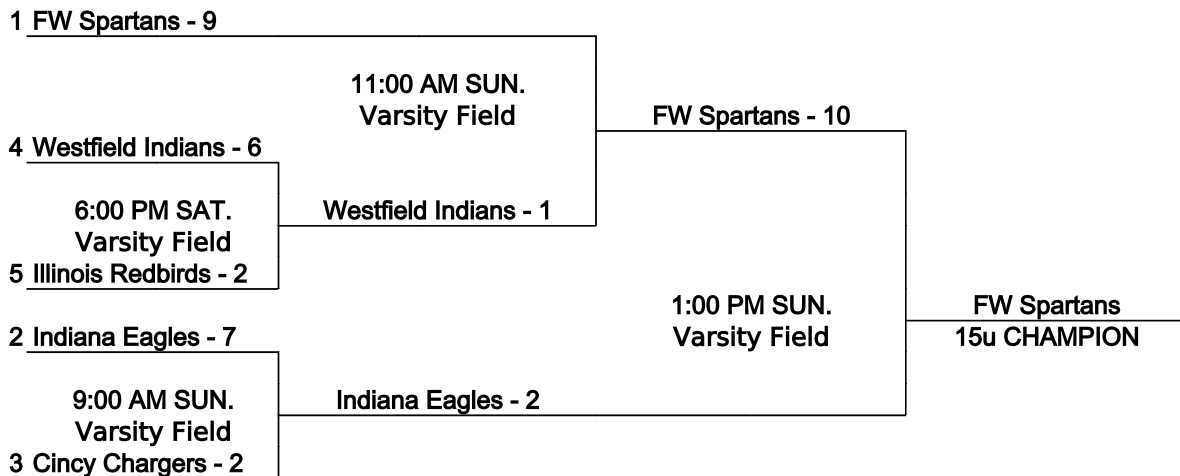 1 FW Spartans - 9
11:00 AM SUN.
Varsity Field
FW Spartans - 10
4 Westfield Indians - 6
6:00 PM SAT.
Varsity Field
Westfield Indians - 1
5 Illinois Redbirds - 2
1:00 PM SUN.
Varsity Field
FW Spartans
15u CHAMPION
2 Indiana Eagles - 7
9:00 AM SUN.
Varsity Field
Indiana Eagles - 2
3 Cincy Chargers - 2